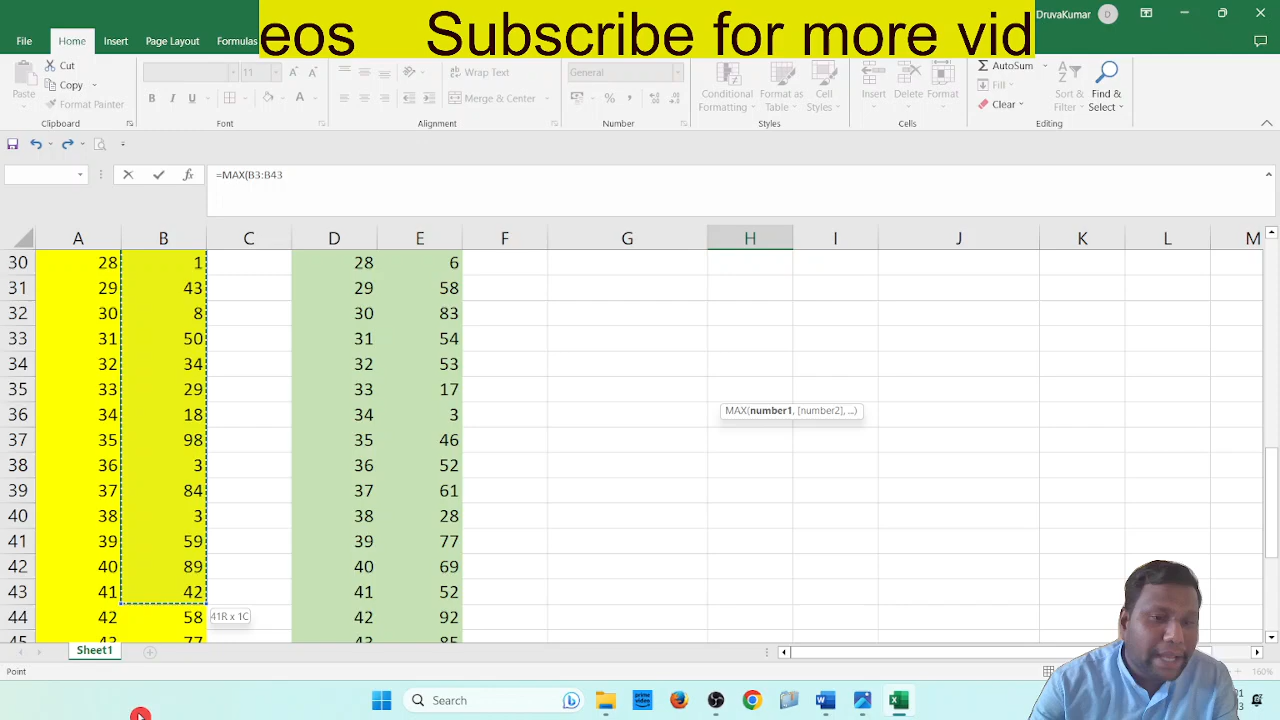 eos Subscribe for more vid
DruvaKumar D
File Home Insert Page Layout Formulas
Cut
Copy
Format Painter
Paste
Wrap Text
Merge & Center
General
Conditional Formatting
Format as Table
Cell Styles
Insert Delete Format
AutoSum
Fill
Clear
Sort & Filter
Find & Select
Clipboard Font Alignment Number Styles Cells Editing
=MAX(B3:B43
A B C D E F G H I J K L M
30 28 1 28 6
31 29 43 29 58
32 30 8 30 83
33 31 50 31 54
34 32 34 32 53
35 33 29 33 17
36 34 18 34 3
MAX(number1, [number2], ...)
37 35 98 35 46
38 36 3 36 52
39 37 84 37 61
40 38 3 38 28
41 39 59 39 77
42 40 89 40 69
43 41 42 41 52
44 42 58 41R x 1C 42 92
45 43 77 43 85
Sheet1
Point
160%
Search